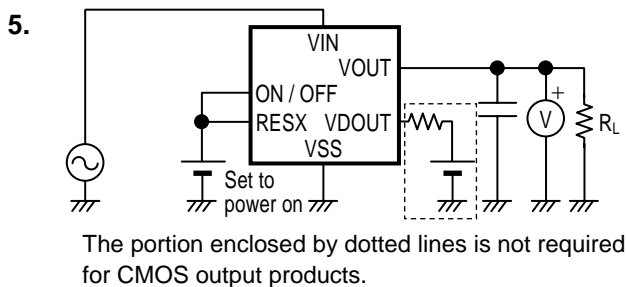 5.
VIN
VOUT
ON / OFF
RESX VDOUT
VSS
+
V
RL
Set to
power on
The portion enclosed by dotted lines is not required
for CMOS output products.